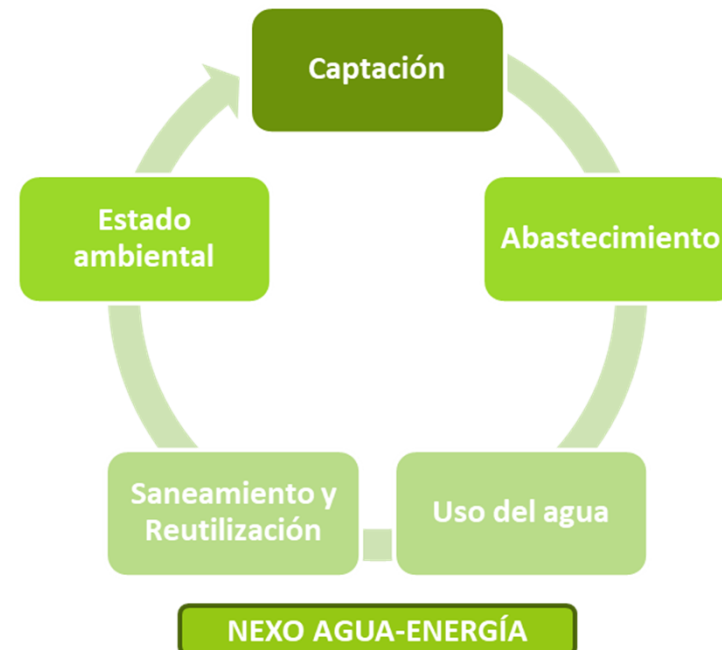 Captación
Estado
ambiental
Abastecimiento
Saneamiento y
Reutilización
Uso del agua
NEXO AGUA-ENERGÍA